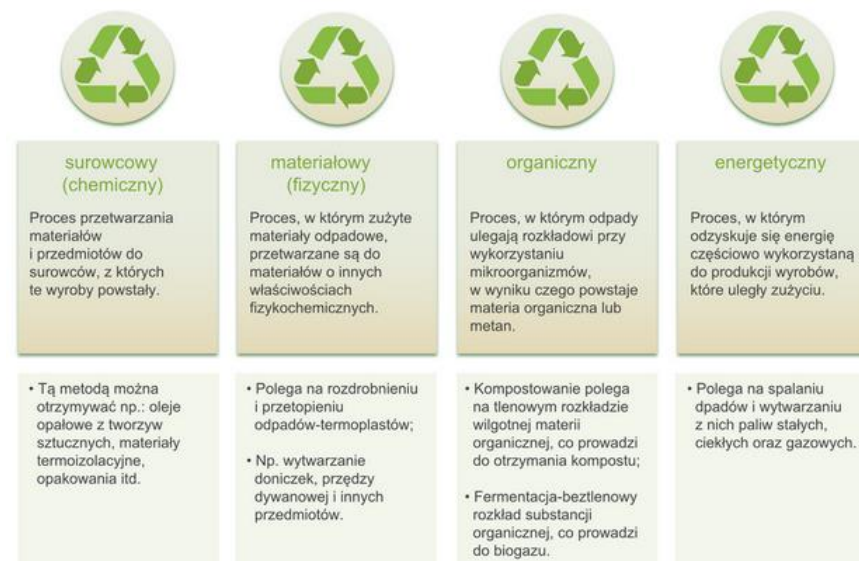 surowcowy
(chemiczny)
Proces przetwarzania
materiałów
i przedmiotów do
surowców, z których
te wyroby powstały.
• Tą metodą można
otrzymywać np.: oleje
opałowe z tworzyw
sztucznych, materiały
termoizolacyjne,
opakowania itd.
materiałowy
(fizyczny)
Proces, w którym zużyte
materiały odpadowe,
przetwarzane są do
materiałów o innych
właściwościach
fizykochemicznych.
• Polega na rozdrobnieniu
i przetopieniu
odpadów-termoplastów;
• Np. wytwarzanie
doniczek, przędzy
dywanowej i innych
przedmiotów.
organiczny
Proces, w którym odpady
ulegają rozkładowi przy
wykorzystaniu
mikroorganizmów,
w wyniku czego powstaje
materia organiczna lub
metan.
• Kompostowanie polega
na tlenowym rozkładzie
wilgotnej materii
organicznej, co prowadzi
do otrzymania kompostu;
• Fermentacja-beztlenowy
rozkład substancji
organicznej, co prowadzi
do biogazu.
energetyczny
Proces, w którym
odzyskuje się energię
częściowo wykorzystaną
do produkcji wyrobów,
które uległy zużyciu.
• Polega na spalaniu
dpadów i wytwarzaniu
z nich paliw stałych,
ciekłych oraz gazowych.